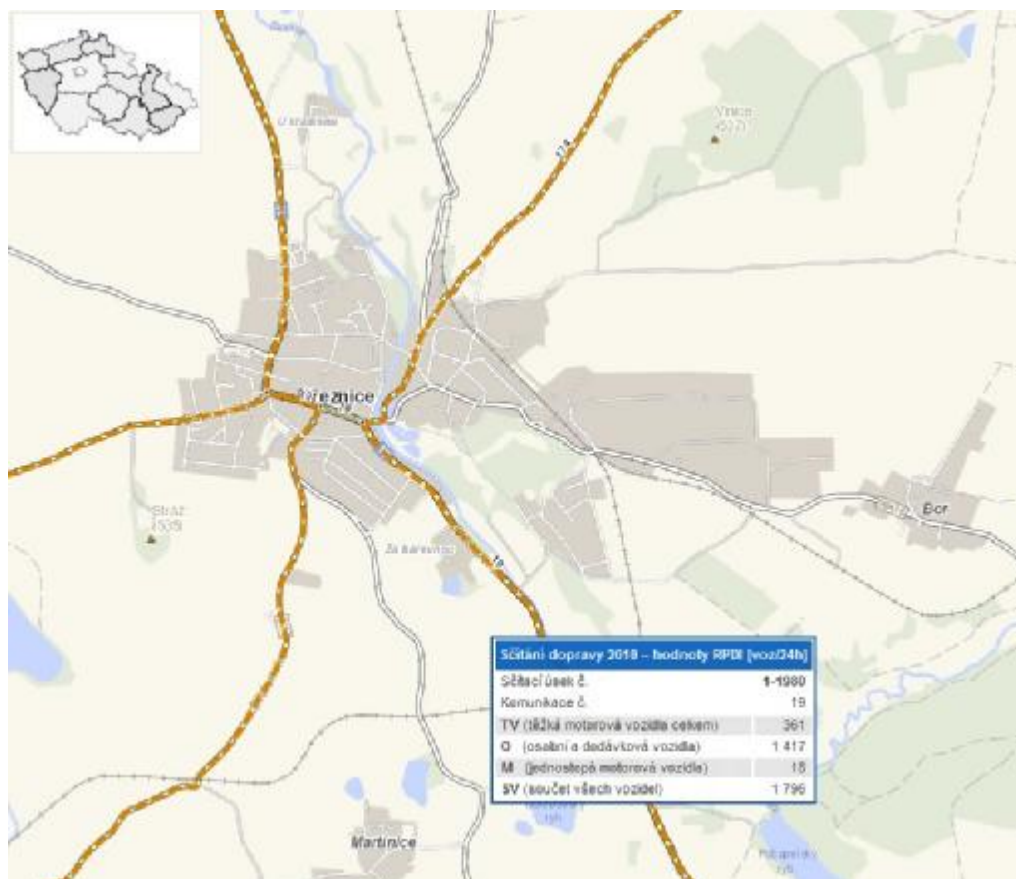 174
Vinice
Březnice
Stráž
Bor
19
Martinice
Sčítání dopravy 2016 – hodnoty RPDI [voz/24h]
Sčítací úsek č. 1-1980
Komunikace č. 19
TV (těžká motorová vozidla celkem) 361
O (osobní a dodávková vozidla) 1 417
M (jednostopá motorová vozidla) 18
SV (součet všech vozidel) 1 796